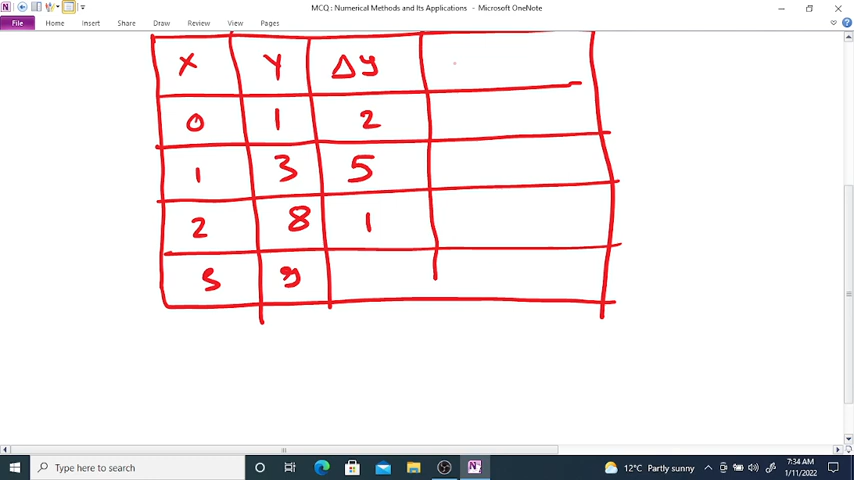 MCQ : Numerical Methods and Its Applications - Microsoft OneNote
File Home Insert Share Draw Review View Pages
X Y Δy
0 1 2
1 3 5
2 8 1
3 9
Type here to search
12°C Partly sunny
7:34 AM
1/11/2022